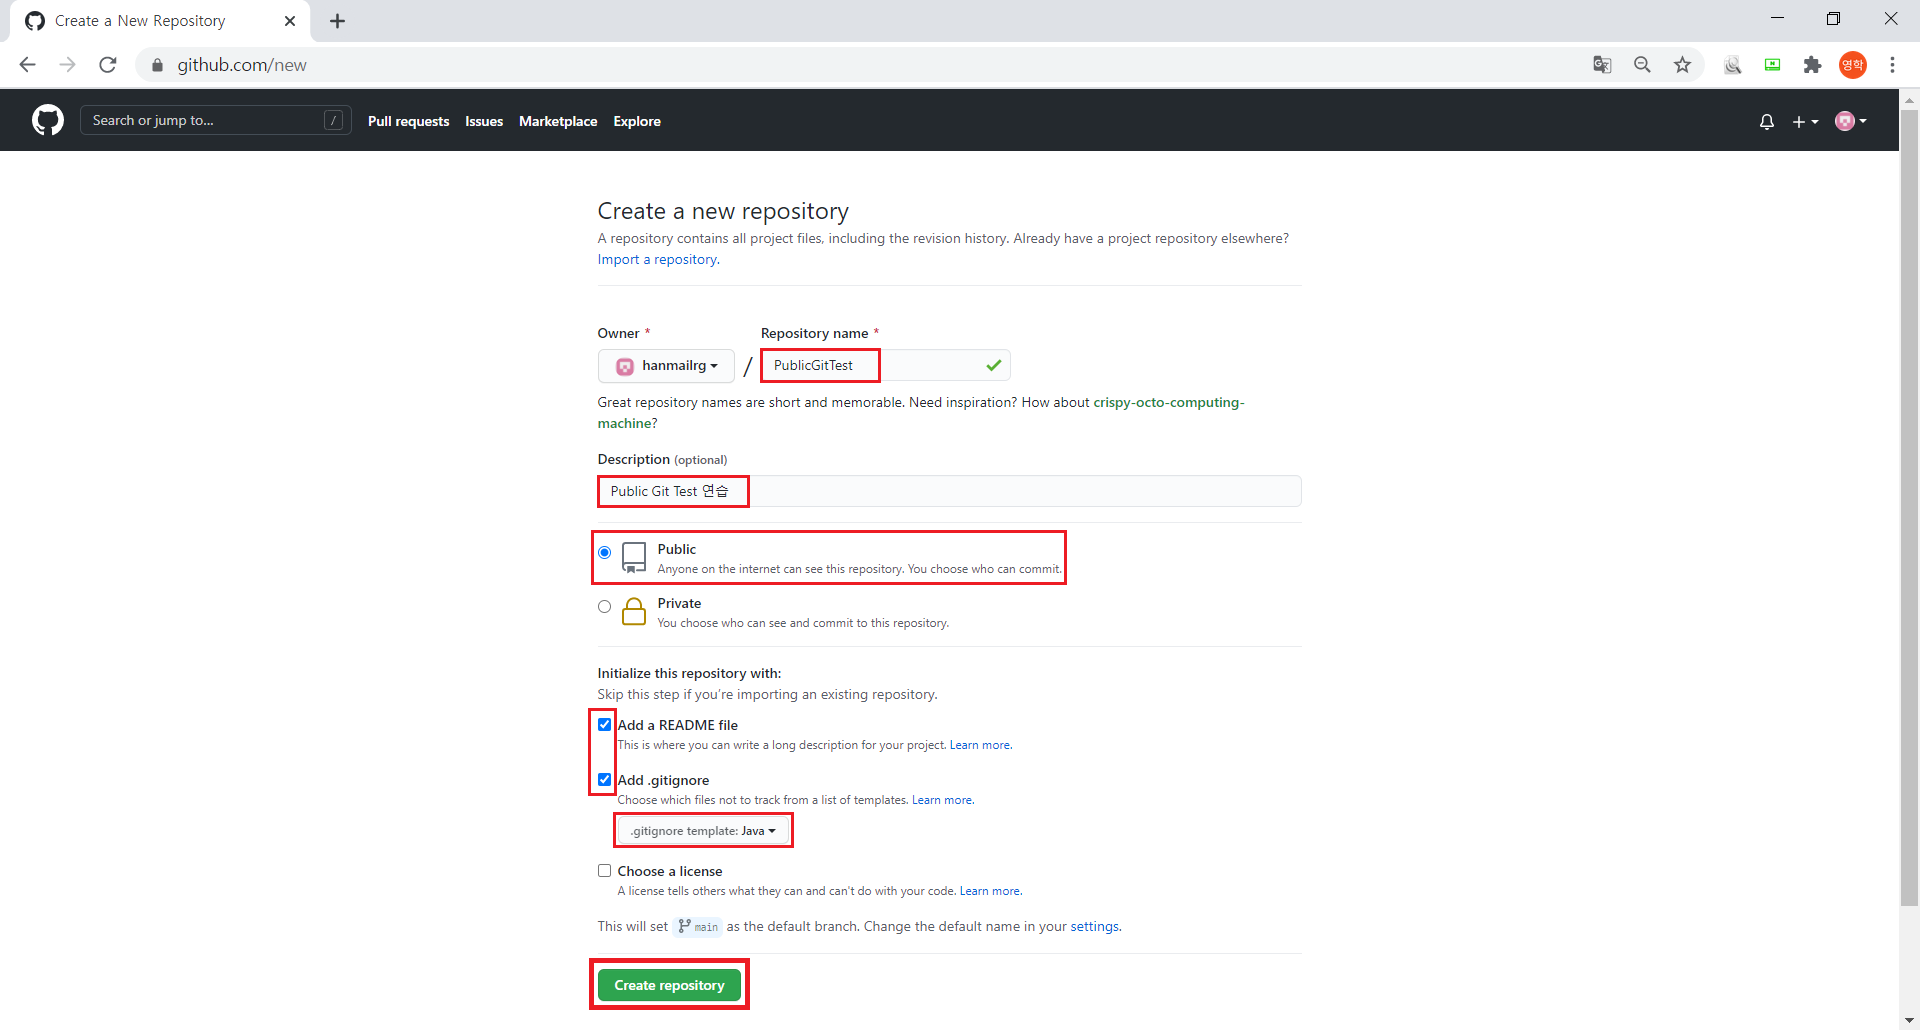 Create a New Repository
github.com/new
영학
Search or jump to...
/
Pull requests
Issues
Marketplace
Explore
Create a new repository
A repository contains all project files, including the revision history. Already have a project repository elsewhere?
Import a repository.
Owner *
Repository name *
hanmailrg
/
PublicGitTest
Great repository names are short and memorable. Need inspiration? How about crispy-octo-computing-
machine?
Description (optional)
Public Git Test 연습
Public
Anyone on the internet can see this repository. You choose who can commit.
Private
You choose who can see and commit to this repository.
Initialize this repository with:
Skip this step if you're importing an existing repository.
Add a README file
This is where you can write a long description for your project. Learn more.
Add .gitignore
Choose which files not to track from a list of templates. Learn more.
.gitignore template: Java
Choose a license
A license tells others what they can and can't do with your code. Learn more.
This will set main as the default branch. Change the default name in your settings.
Create repository